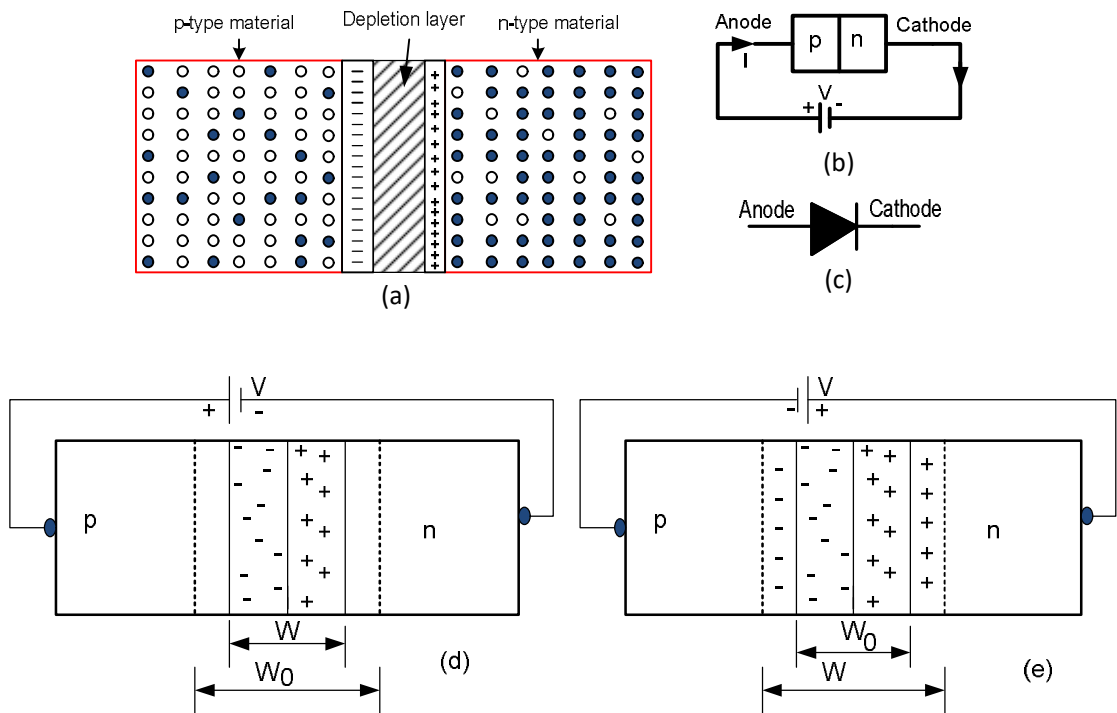 p-type material
Depletion layer
n-type material
(a)
Anode
p n
Cathode
I
V
+ -
(b)
Anode
Cathode
(c)
V
+ -
p
n
W
W0
(d)
V
- +
p
n
W0
W
(e)